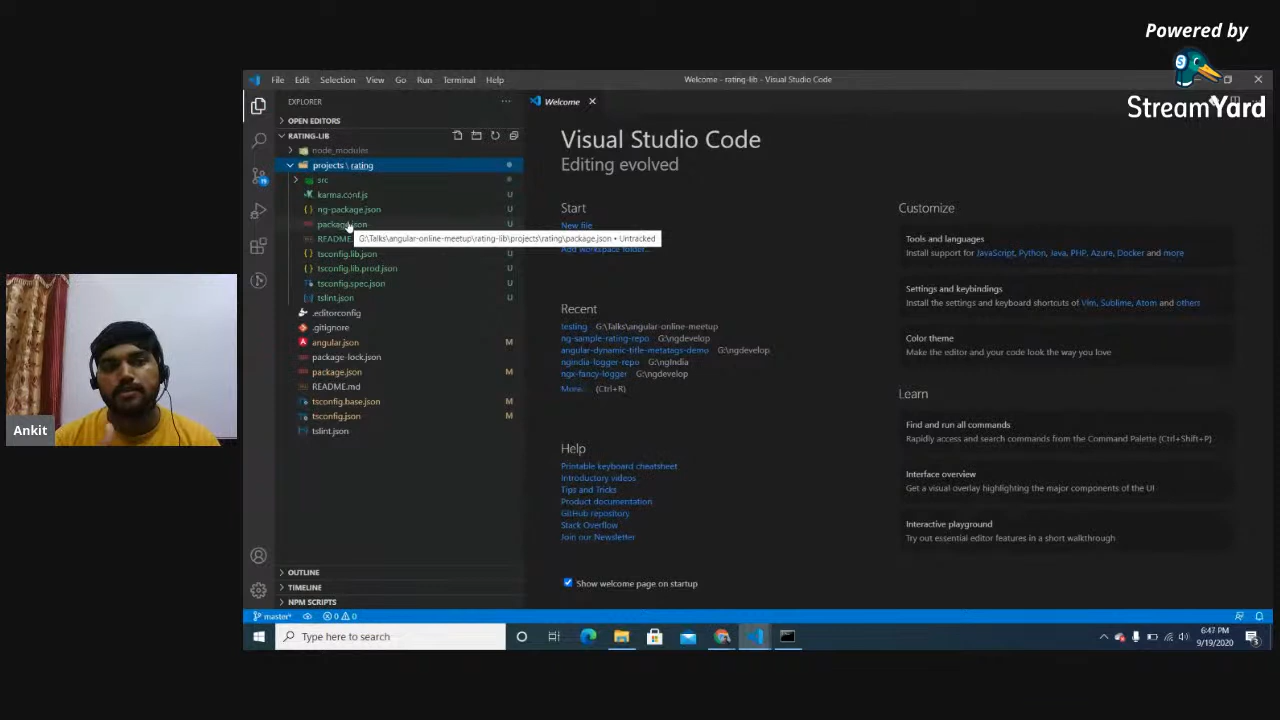 Powered by
StreamYard
File Edit Selection View Go Run Terminal Help
Welcome - rating-lib - Visual Studio Code
EXPLORER
Welcome
OPEN EDITORS
RATING-LIB
node_modules
projects \ rating
src
karma.conf.js U
ng-package.json U
package.json U
README
G:\Talks\angular-online-meetup\rating-lib\projects\rating\package.json • Untracked
tsconfig.lib.json U
tsconfig.lib.prod.json U
tsconfig.spec.json U
tslint.json U
.editorconfig
.gitignore
angular.json M
package-lock.json
package.json M
README.md
tsconfig.base.json M
tsconfig.json M
tslint.json
OUTLINE
TIMELINE
NPM SCRIPTS
Visual Studio Code
Editing evolved
Start
New file
Add workspace folder...
Recent
testing G:\Talks\angular-online-meetup
ng-sample-rating-repo G:\ngdevelop
angular-dynamic-title-metatags-demo G:\ngdevelop
ngindia-logger-repo G:\ngIndia
ngx-fancy-logger G:\ngdevelop
More... (Ctrl+R)
Help
Printable keyboard cheatsheet
Introductory videos
Tips and Tricks
Product documentation
GitHub repository
Stack Overflow
Join our Newsletter
Show welcome page on startup
Customize
Tools and languages
Install support for JavaScript, Python, Java, PHP, Azure, Docker and more
Settings and keybindings
Install the settings and keyboard shortcuts of Vim, Sublime, Atom and others
Color theme
Make the editor and your code look the way you love
Learn
Find and run all commands
Rapidly access and search commands from the Command Palette (Ctrl+Shift+P)
Interface overview
Get a visual overlay highlighting the major components of the UI
Interactive playground
Try out essential editor features in a short walkthrough
Ankit
master* 0 0
Type here to search
6:47 PM
9/19/2020